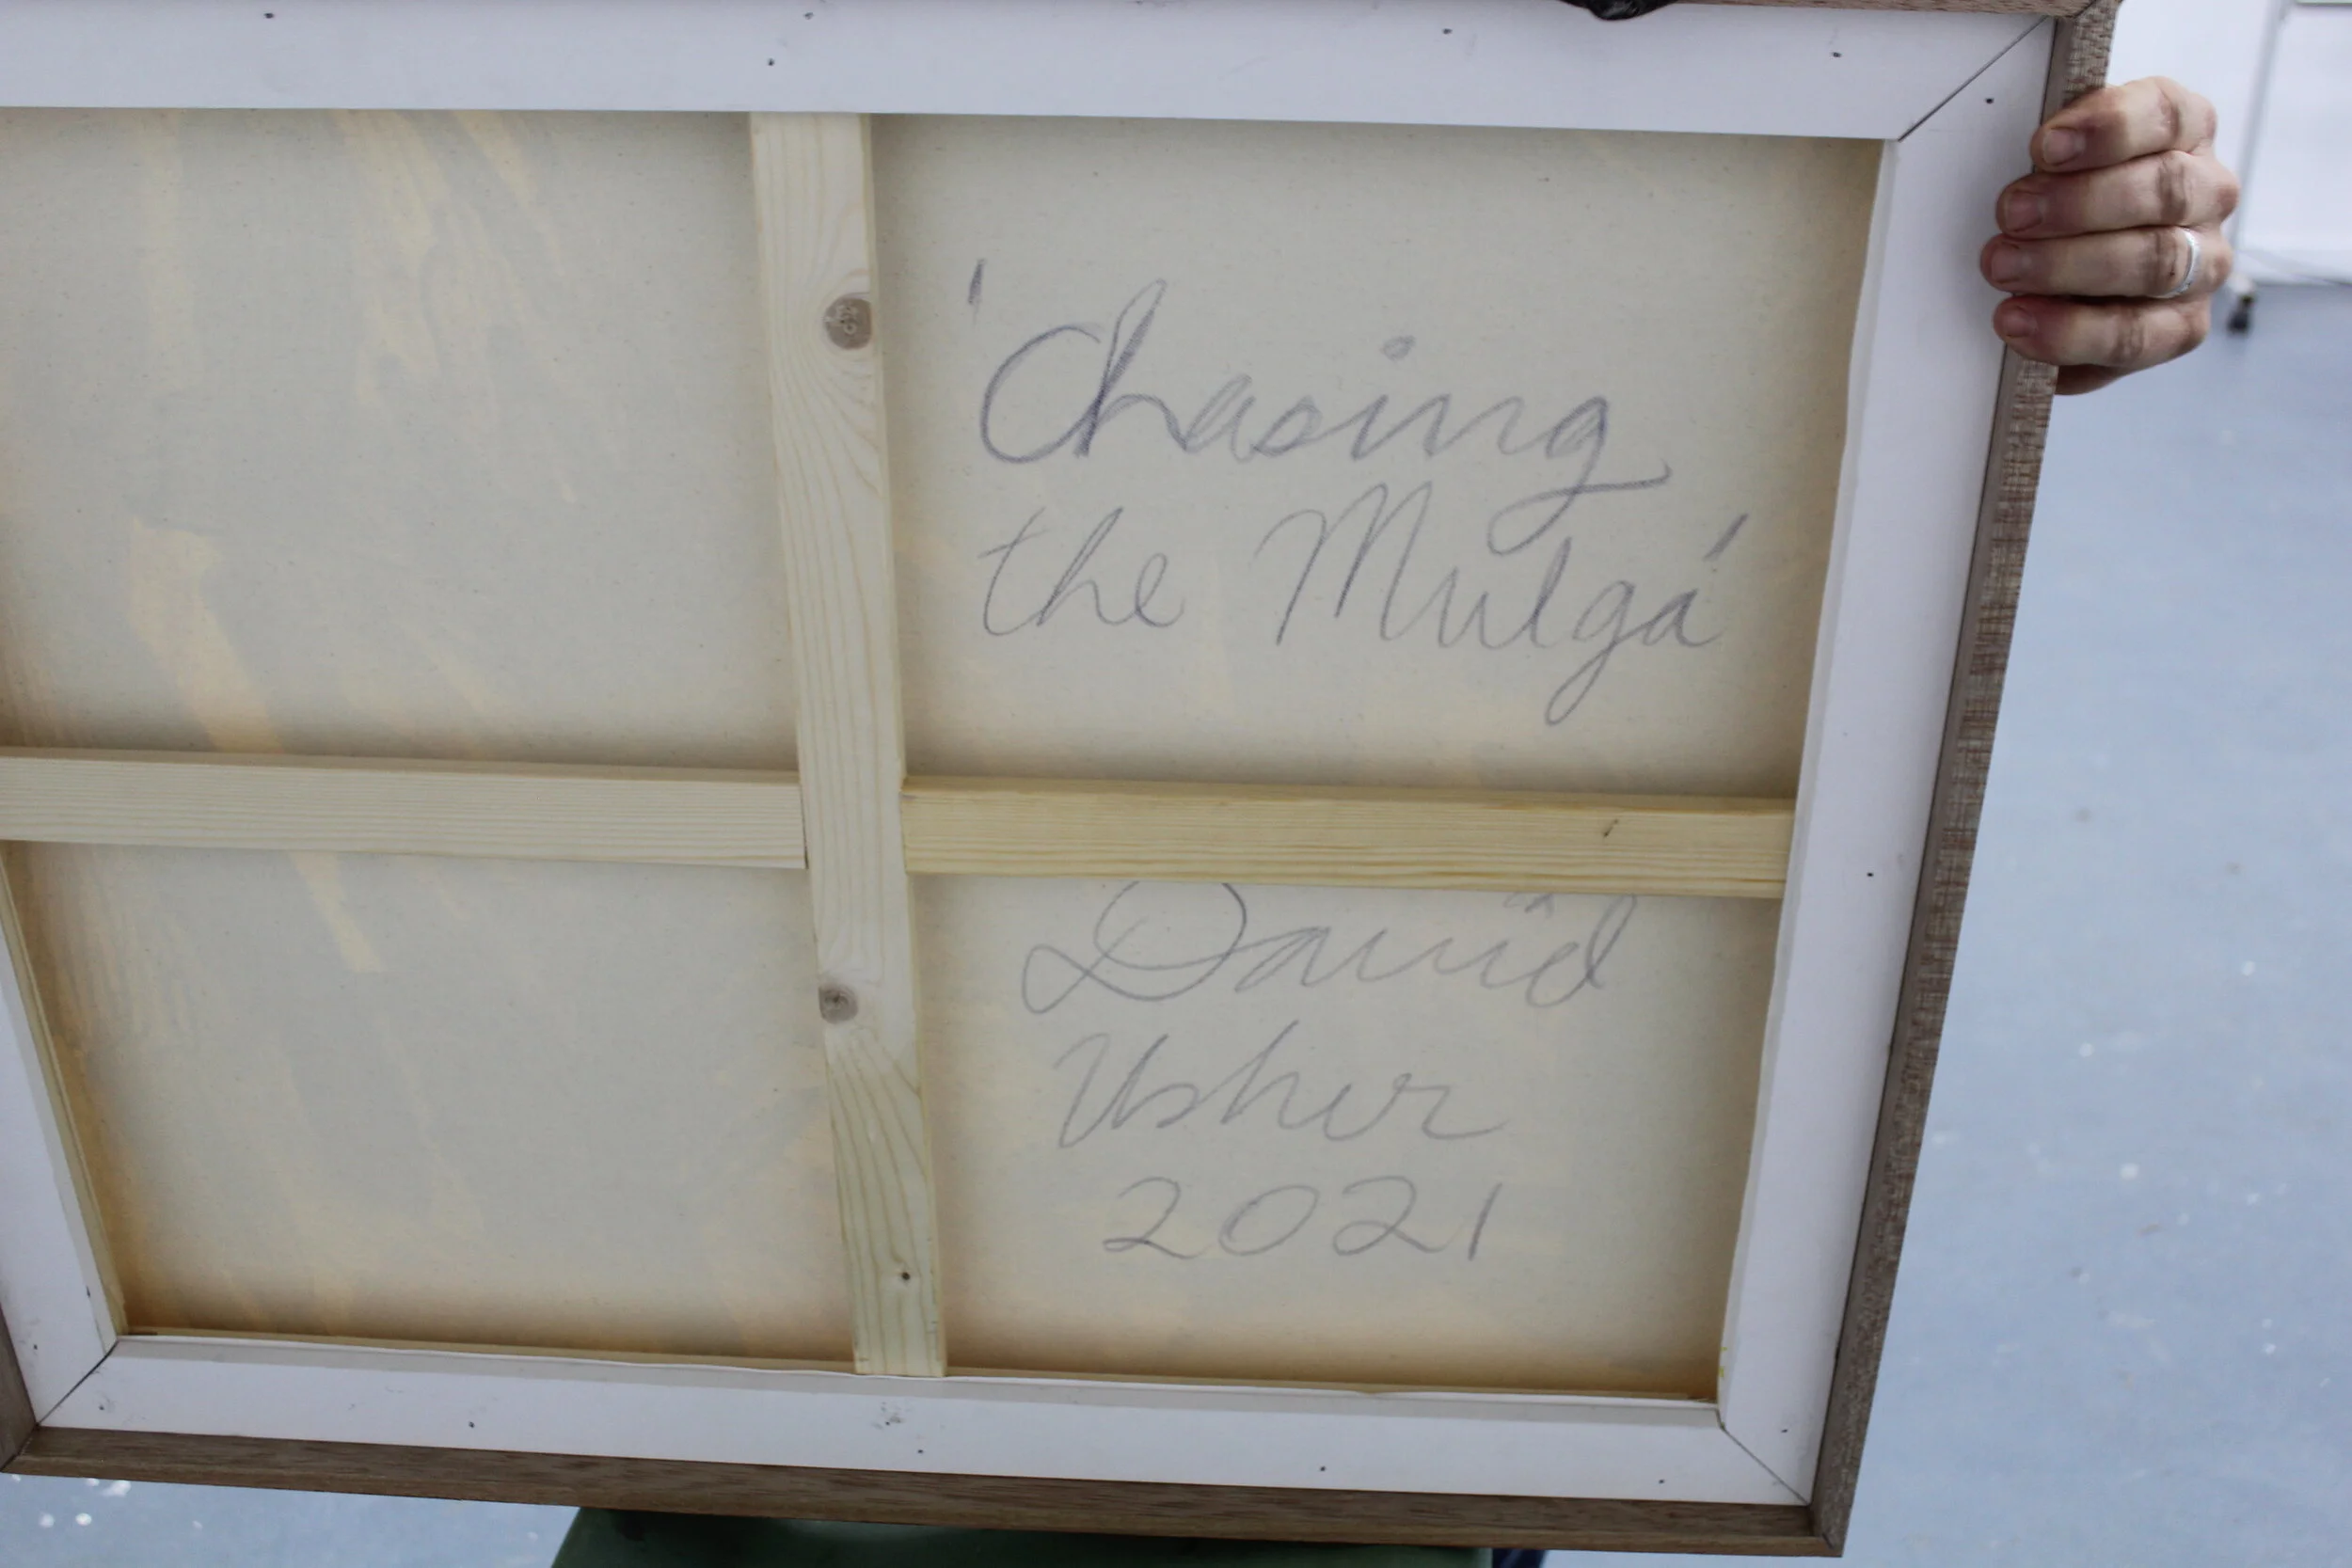 'Chasing
the Mulga'
David
Usher
2021